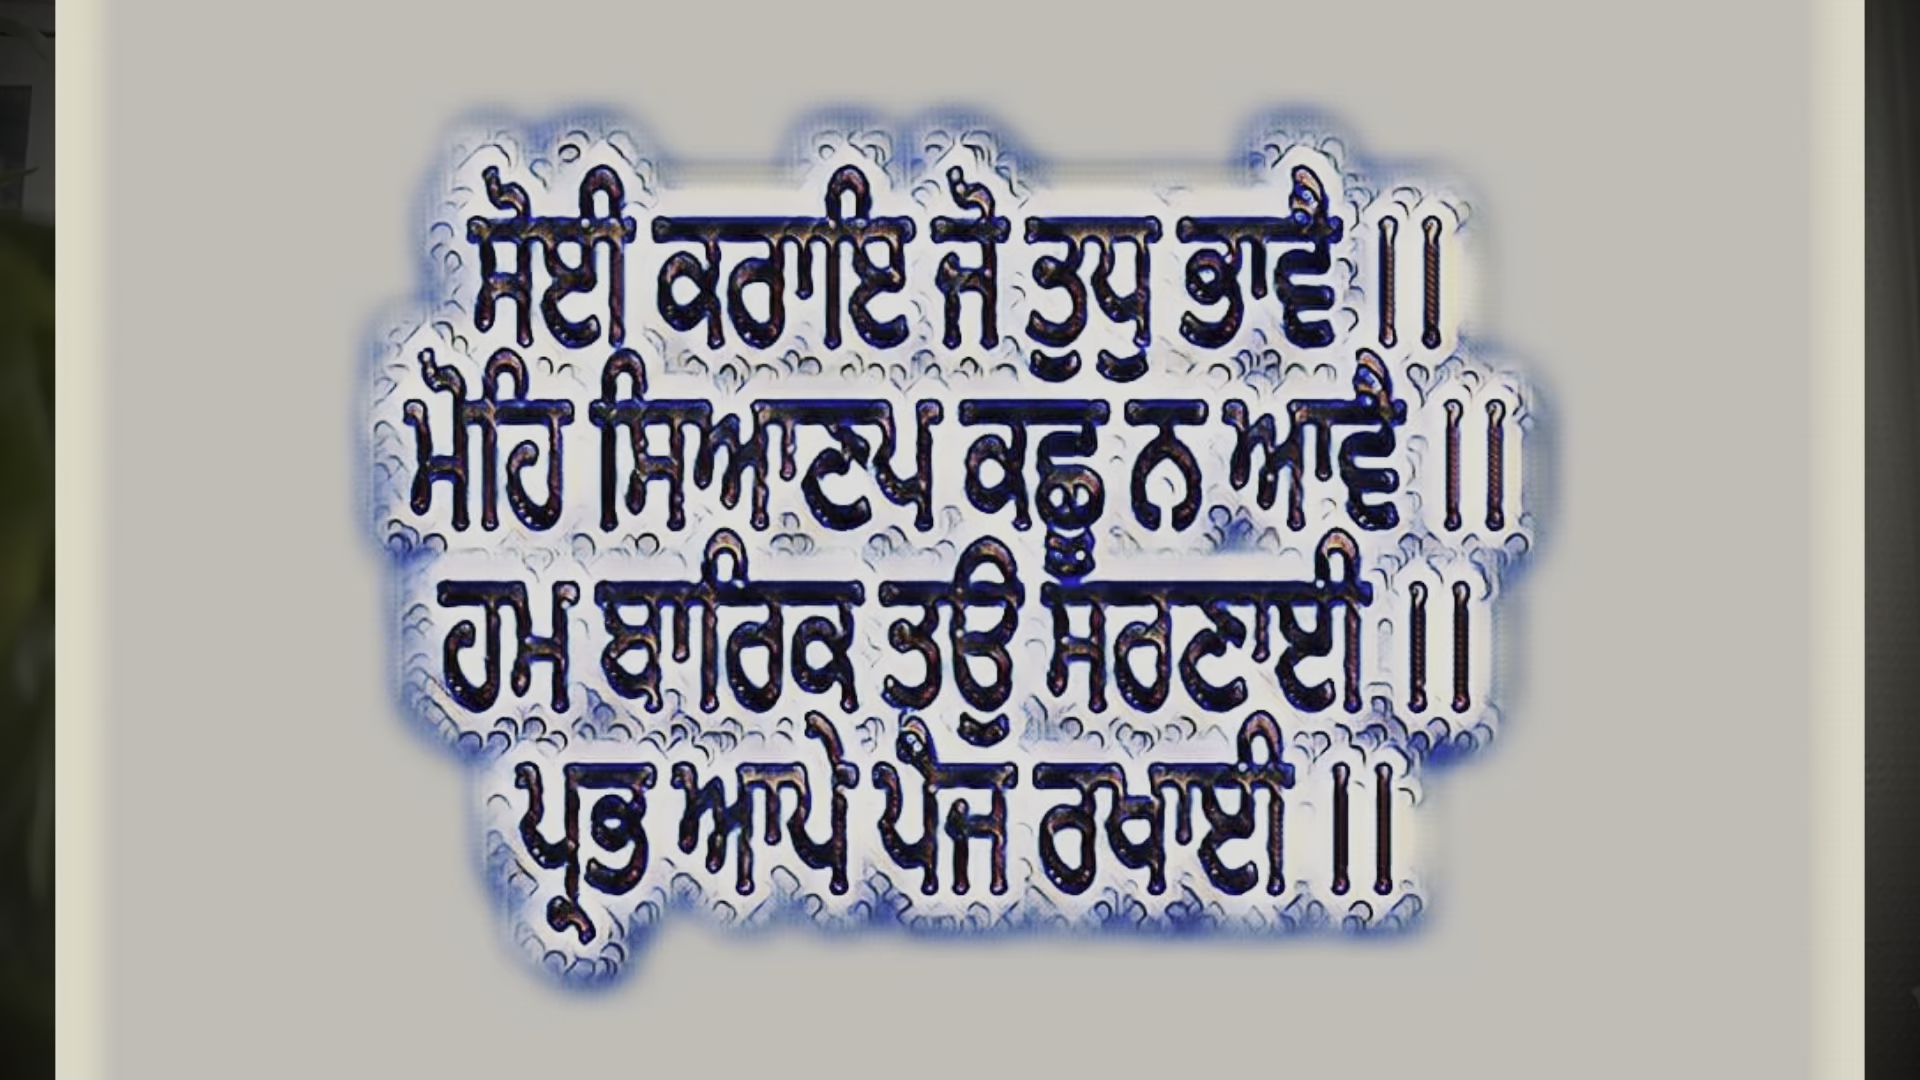 ਸੋਈ ਕਰਾਇ ਜੋ ਤੁਧੁ ਭਾਵੈ ॥
ਮੋਹਿ ਸਿਆਣਪ ਕਛੂ ਨ ਆਵੈ ॥
ਹਮ ਬਾਰਿਕ ਤਉ ਸਰਣਾਈ ॥
ਪ੍ਰਭ ਆਪੇ ਪੈਜ ਰਖਾਈ ॥